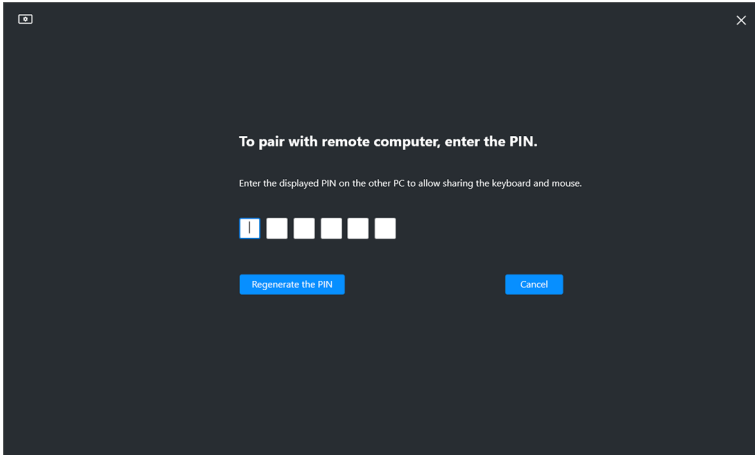 To pair with remote computer, enter the PIN.
Enter the displayed PIN on the other PC to allow sharing the keyboard and mouse.
Regenerate the PIN
Cancel